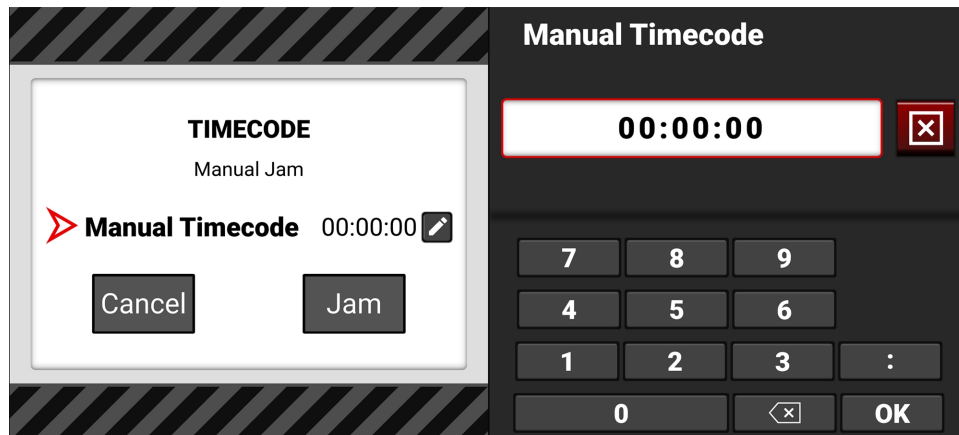 TIMECODE
Manual Jam
Manual Timecode 00:00:00
Cancel Jam
Manual Timecode
00:00:00
7 8 9
4 5 6
1 2 3 :
0 OK